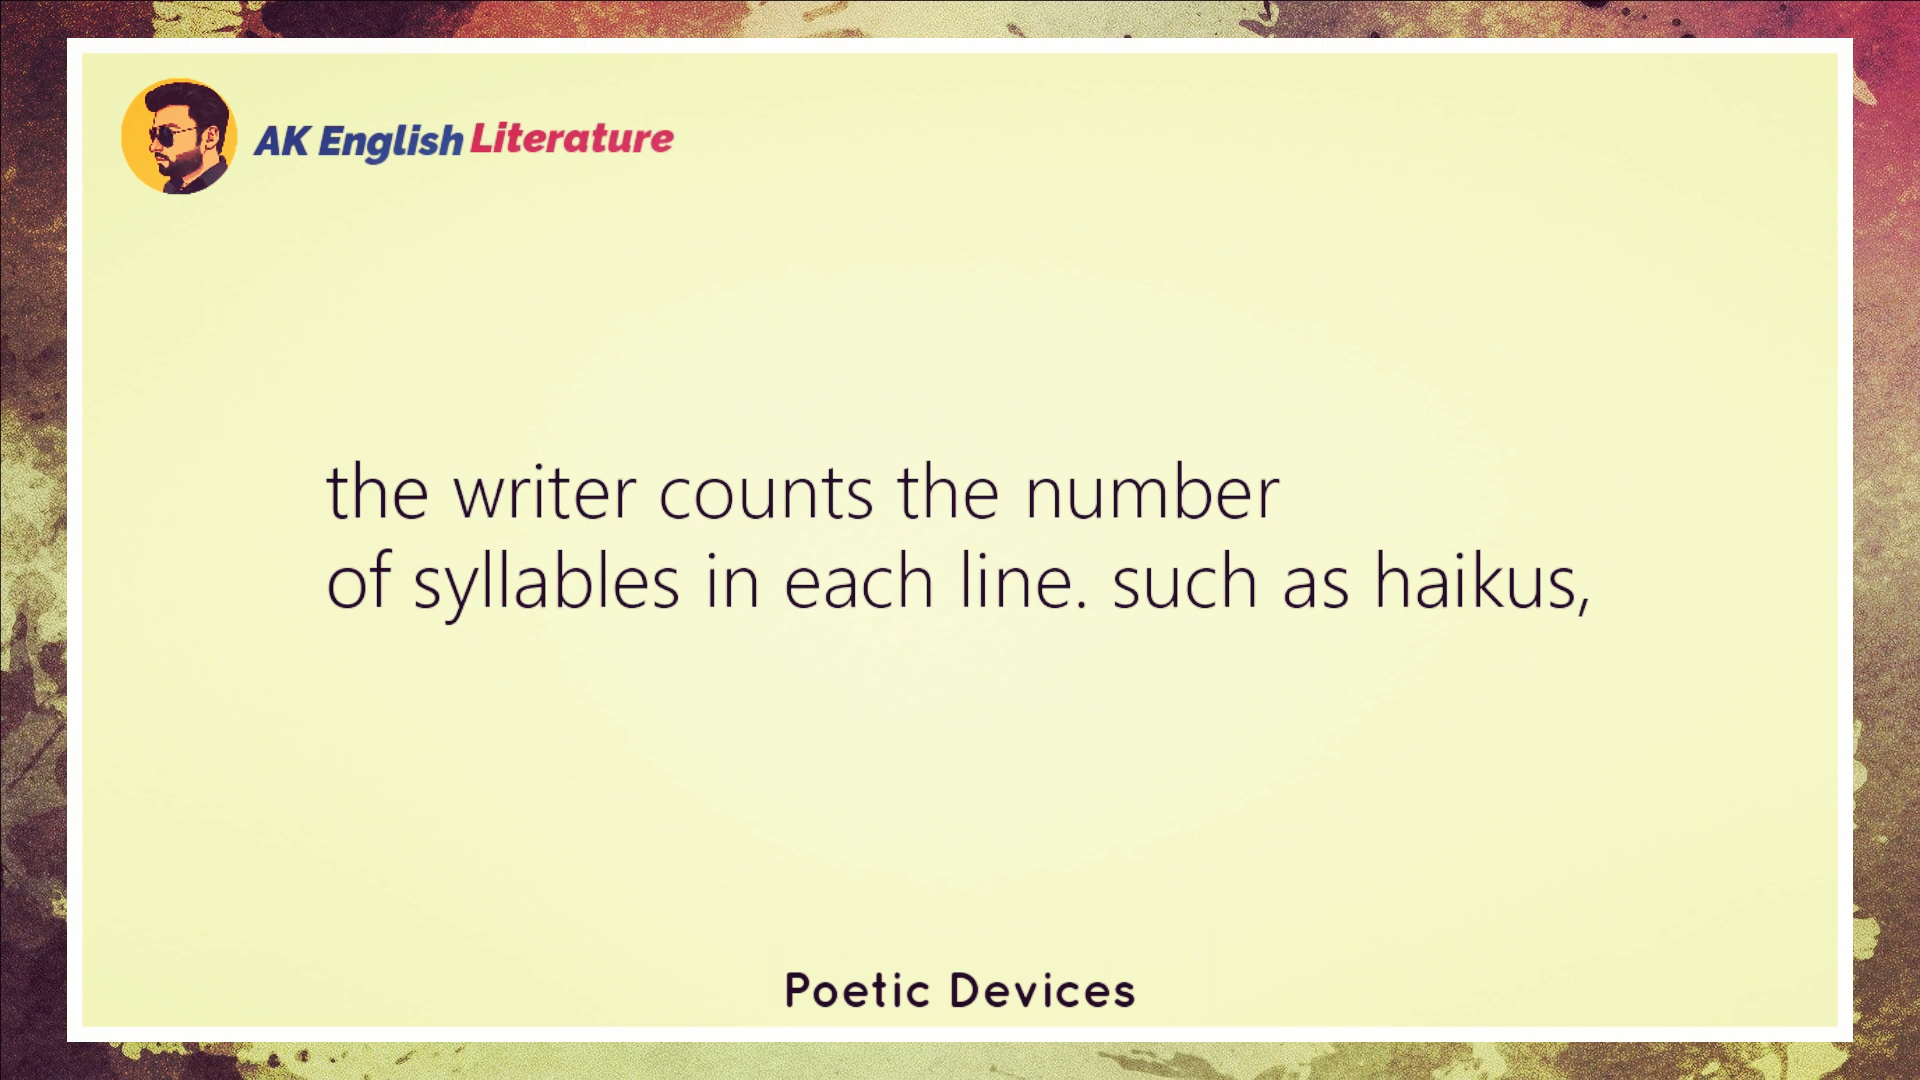 AK English Literature
the writer counts the number
of syllables in each line. such as haikus,
Poetic Devices